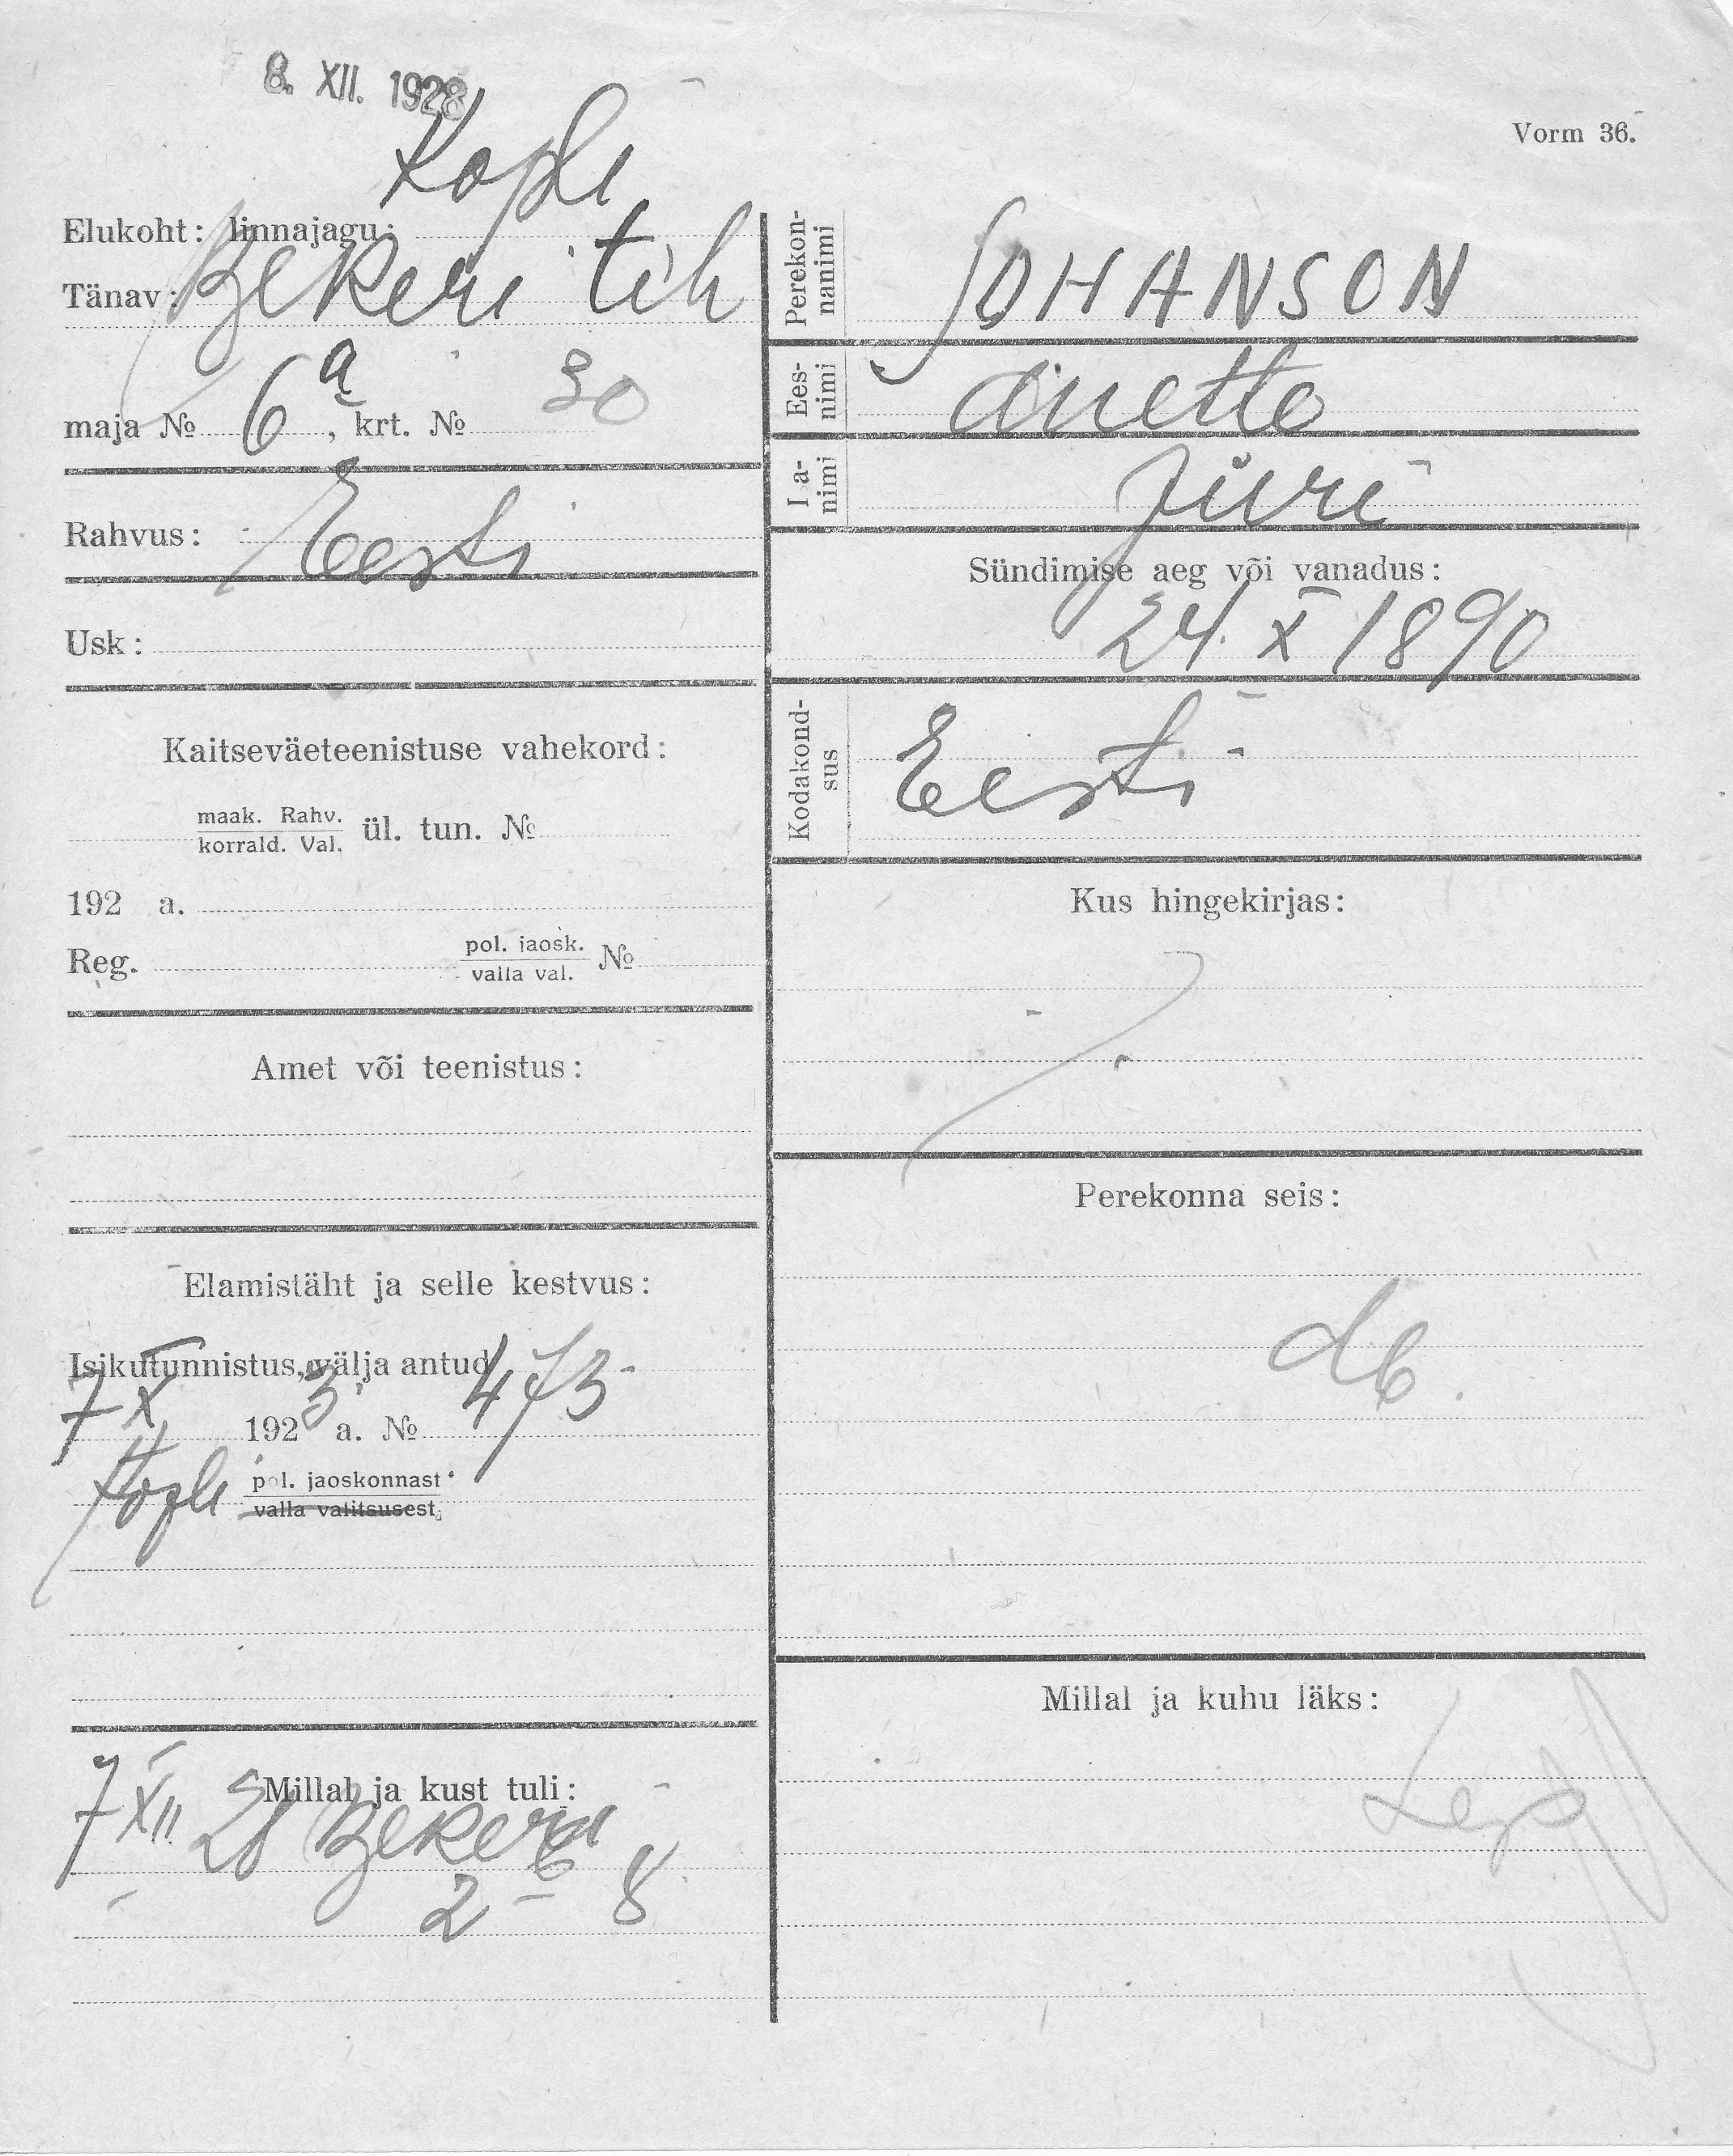 8. XII. 1928
Vorm 36.
Kopli
Elukoht: linnajagu:
Tänav: Bekeri
maja № 6a, krt. № 30
Rahvus: Eesti
Usk:
Kaitseväeteenistuse vahekord:
maak. Rahv.
korrald. Val. ül. tun. №
192 a.
Reg. pol. jaosk.
valla val. №
Amet või teenistus:
Elamistäht ja selle kestvus:
Isikutunnistus, välja antud
7 X 1923 a. № 473
Kopli pol. jaoskonnast
valla valitsusest
Millal ja kust tuli:
7 XII 28 Bekeri
2 - 8
Perekon-
nanimi JOHANSON
Ees-
nimi Anette
Isa-
nimi Jüri
Sündimise aeg või vanadus:
24. X 1890
Kodakond-
sus Eesti
Kus hingekirjas:
Perekonna seis:
Millal ja kuhu läks: